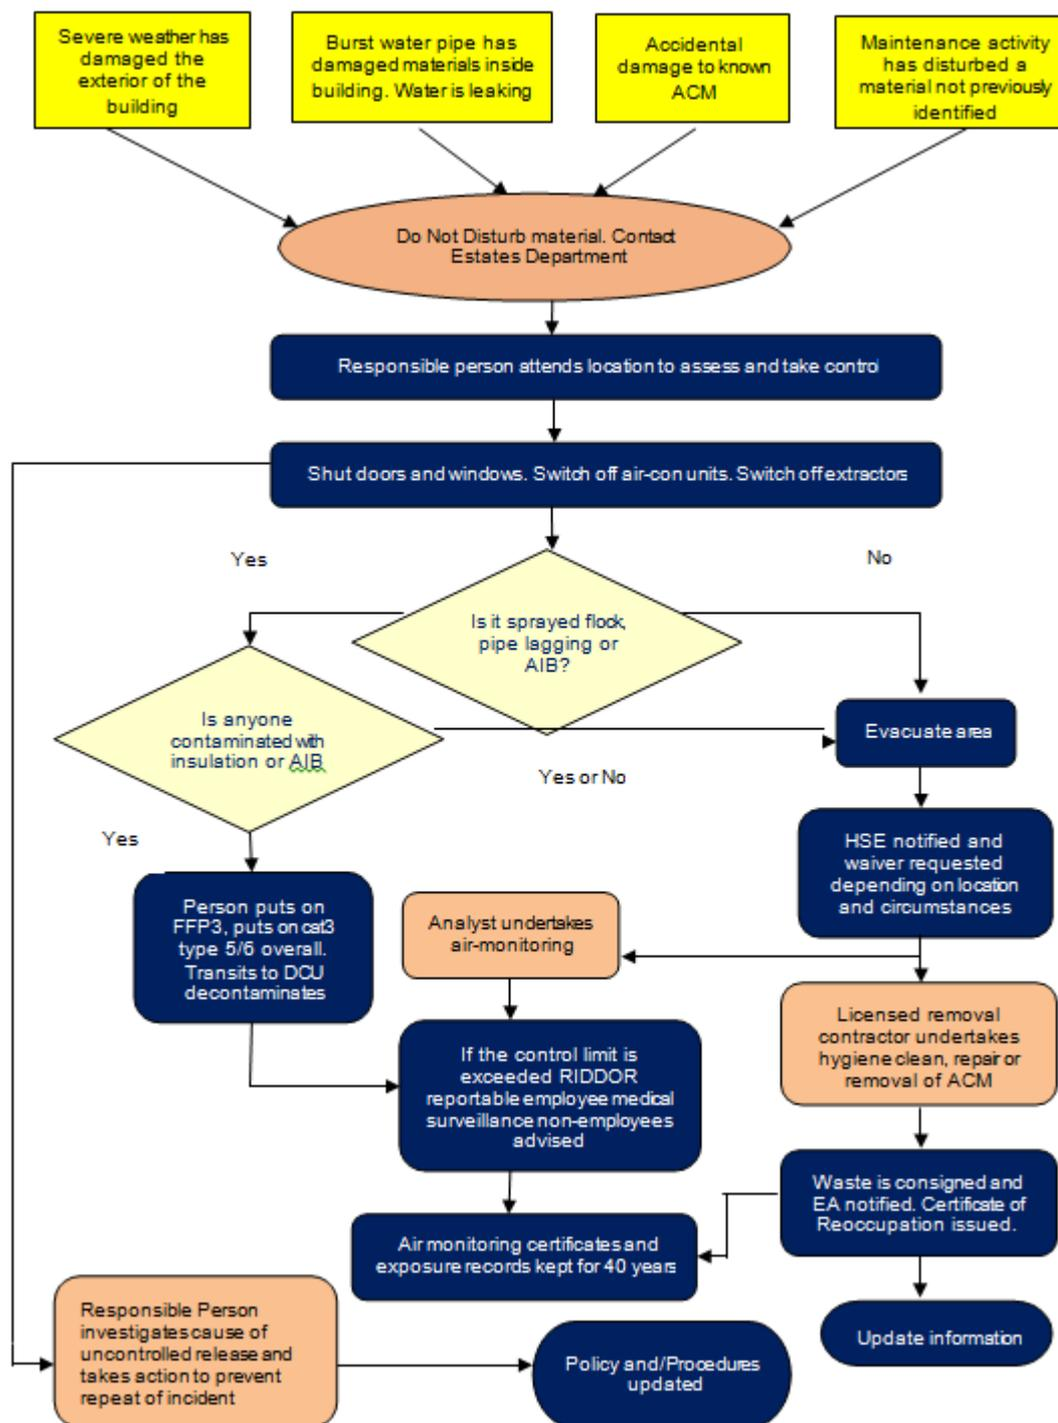 Severe weather has
damaged the
exterior of the
building
Burst water pipe has
damaged materials inside
building. Water is leaking
Accidental
damage to known
ACM
Maintenance activity
has disturbed a
material not previously
identified
Do Not Disturb material. Contact
Estates Department
Responsible person attends location to assess and take control
Shut doors and windows. Switch off air-con units. Switch off extractors
Yes
No
Is it sprayed flock,
pipe lagging or
AIB?
Is anyone
contaminated with
insulation or AIB
Evacuate area
Yes or No
Yes
HSE notified and
waiver requested
depending on location
and circumstances
Person puts on
FFP3, puts on cat3
type 5/6 overall.
Transits to DCU
decontaminates
Analyst undertakes
air-monitoring
Licensed removal
contractor undertakes
hygiene clean, repair or
removal of ACM
If the control limit is
exceeded RIDDOR
reportable employee medical
surveillance non-employees
advised
Waste is consigned and
EA notified. Certificate of
Reoccupation issued.
Air monitoring certificates and
exposure records kept for 40 years
Responsible Person
investigates cause of
uncontrolled release and
takes action to prevent
repeat of incident
Policy and/Procedures
updated
Update information